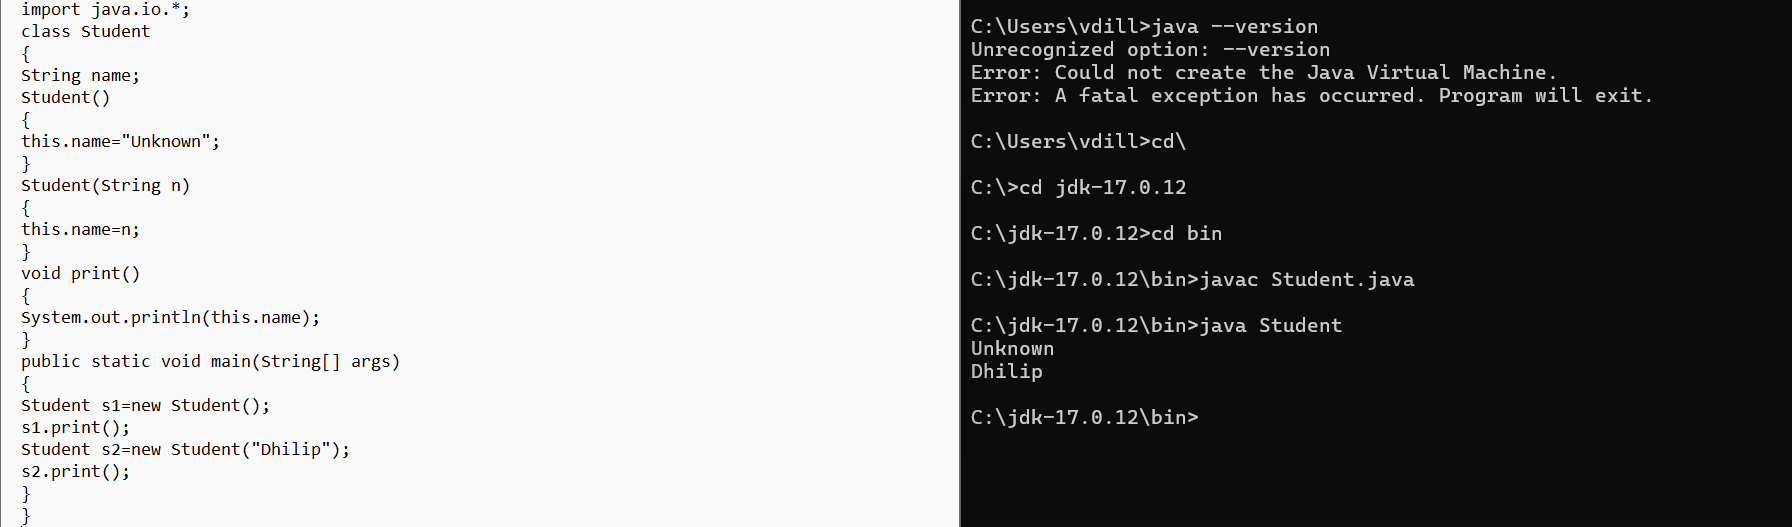 import java.io.*;
class Student
{
String name;
Student()
{
this.name="Unknown";
}
Student(String n)
{
this.name=n;
}
void print()
{
System.out.println(this.name);
}
public static void main(String[] args)
{
Student s1=new Student();
s1.print();
Student s2=new Student("Dhilip");
s2.print();
}
}
C:\Users\vdill>java --version
Unrecognized option: --version
Error: Could not create the Java Virtual Machine.
Error: A fatal exception has occurred. Program will exit.
C:\Users\vdill>cd\
C:\>cd jdk-17.0.12
C:\jdk-17.0.12>cd bin
C:\jdk-17.0.12\bin>javac Student.java
C:\jdk-17.0.12\bin>java Student
Unknown
Dhilip
C:\jdk-17.0.12\bin>